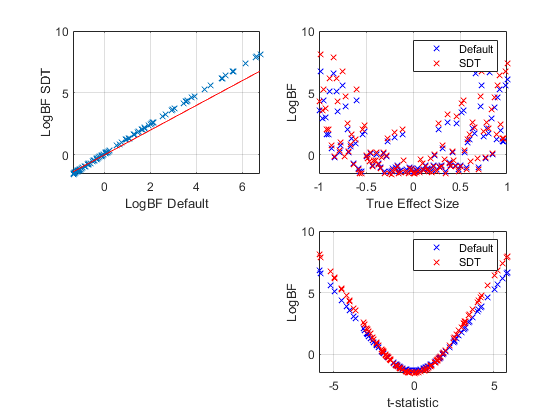 10
5
0
LogBF SDT
0
2
4
6
LogBF Default
10
5
0
LogBF
Default
SDT
-1
-0.5
0
0.5
1
True Effect Size
10
5
0
LogBF
Default
SDT
-5
0
5
t-statistic